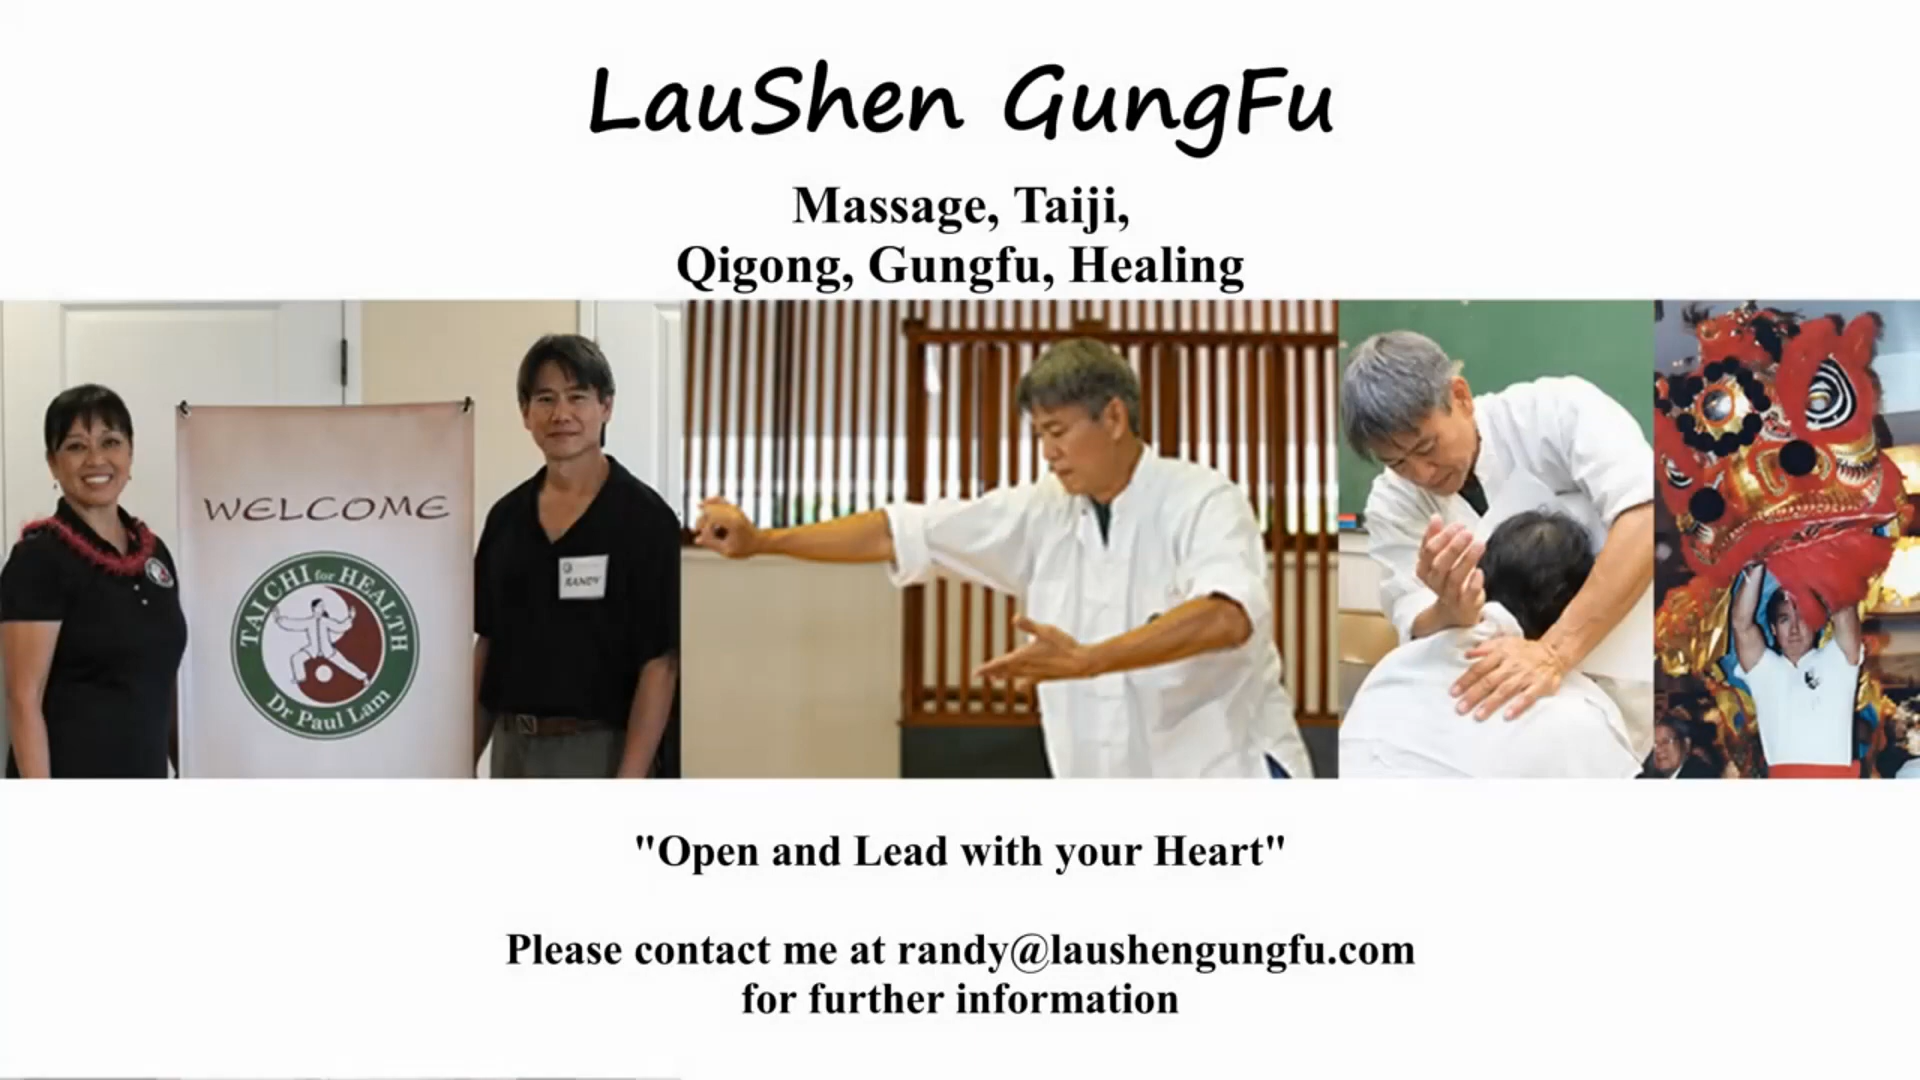 LauShen GungFu
Massage, Taiji,
Qigong, Gungfu, Healing
WELCOME
TAI CHI for HEALTH
Dr Paul Lam
RANDY
"Open and Lead with your Heart"
Please contact me at randy@laushengungfu.com
for further information